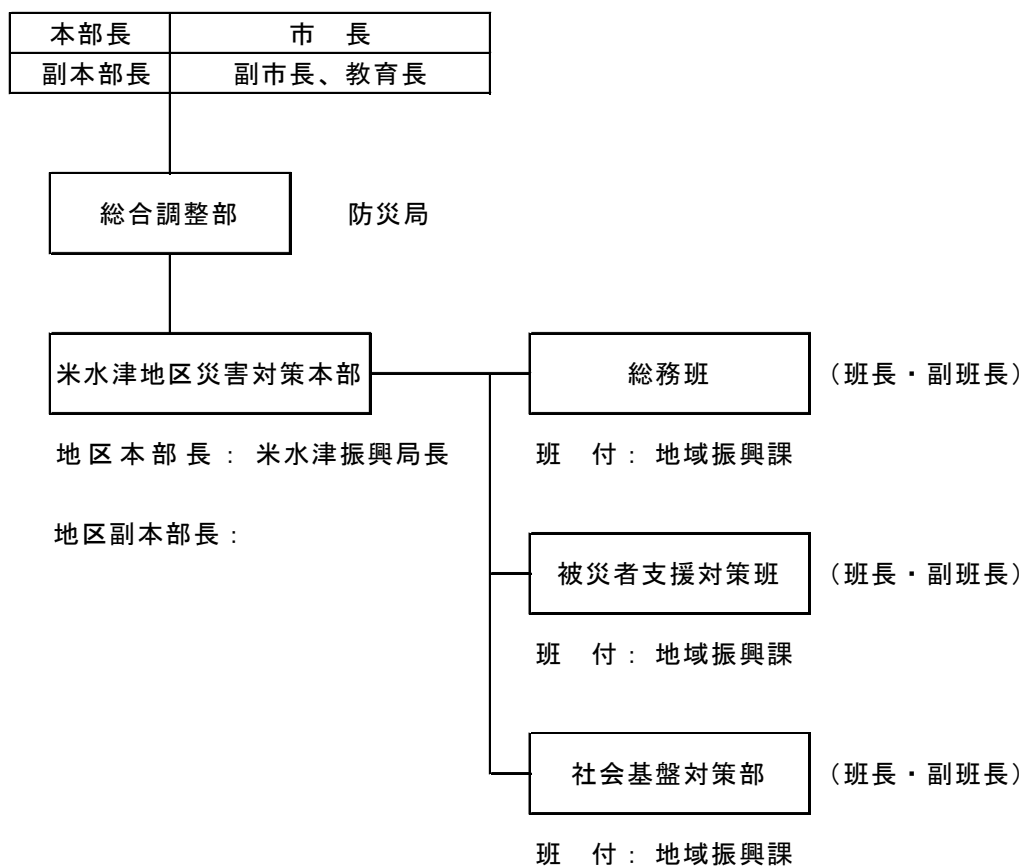 本部長 市　長
副本部長 副市長、教育長
総合調整部 防災局
米水津地区災害対策本部 総務班 （班長・副班長）
地区本部長： 米水津振興局長 班　付： 地域振興課
地区副本部長：
被災者支援対策班 （班長・副班長）
班　付： 地域振興課
社会基盤対策部 （班長・副班長）
班　付： 地域振興課